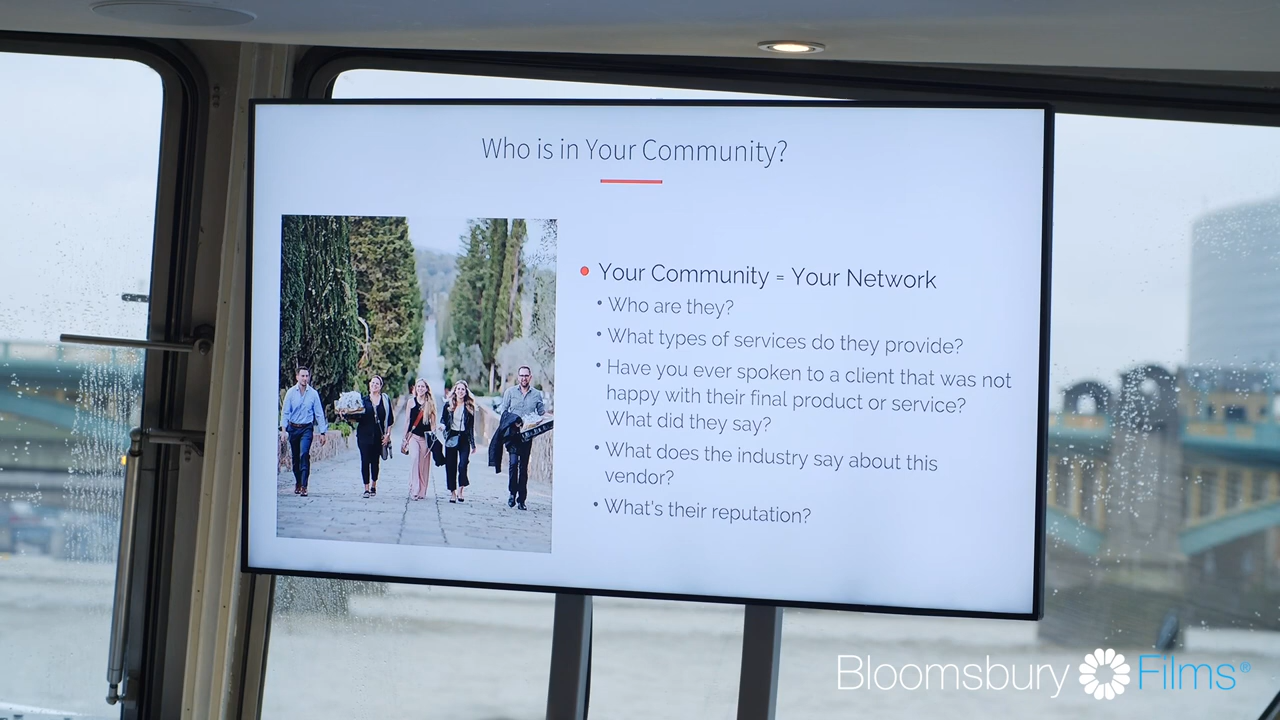 Who is in Your Community?
Your Community = Your Network
Who are they?
What types of services do they provide?
Have you ever spoken to a client that was not
happy with their final product or service?
What did they say?
What does the industry say about this
vendor?
What's their reputation?
Bloomsbury Films®